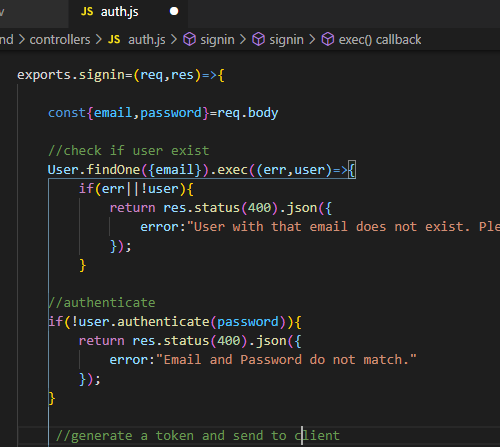 v
JS auth.js
nd > controllers > JS auth.js > signin > signin > exec() callback
exports.signin=(req,res)=>{
const{email,password}=req.body
//check if user exist
User.findOne({email}).exec((err,user)=>{
if(err||!user){
return res.status(400).json({
error:"User with that email does not exist. Ple
});
}
//authenticate
if(!user.authenticate(password)){
return res.status(400).json({
error:"Email and Password do not match."
});
}
//generate a token and send to client